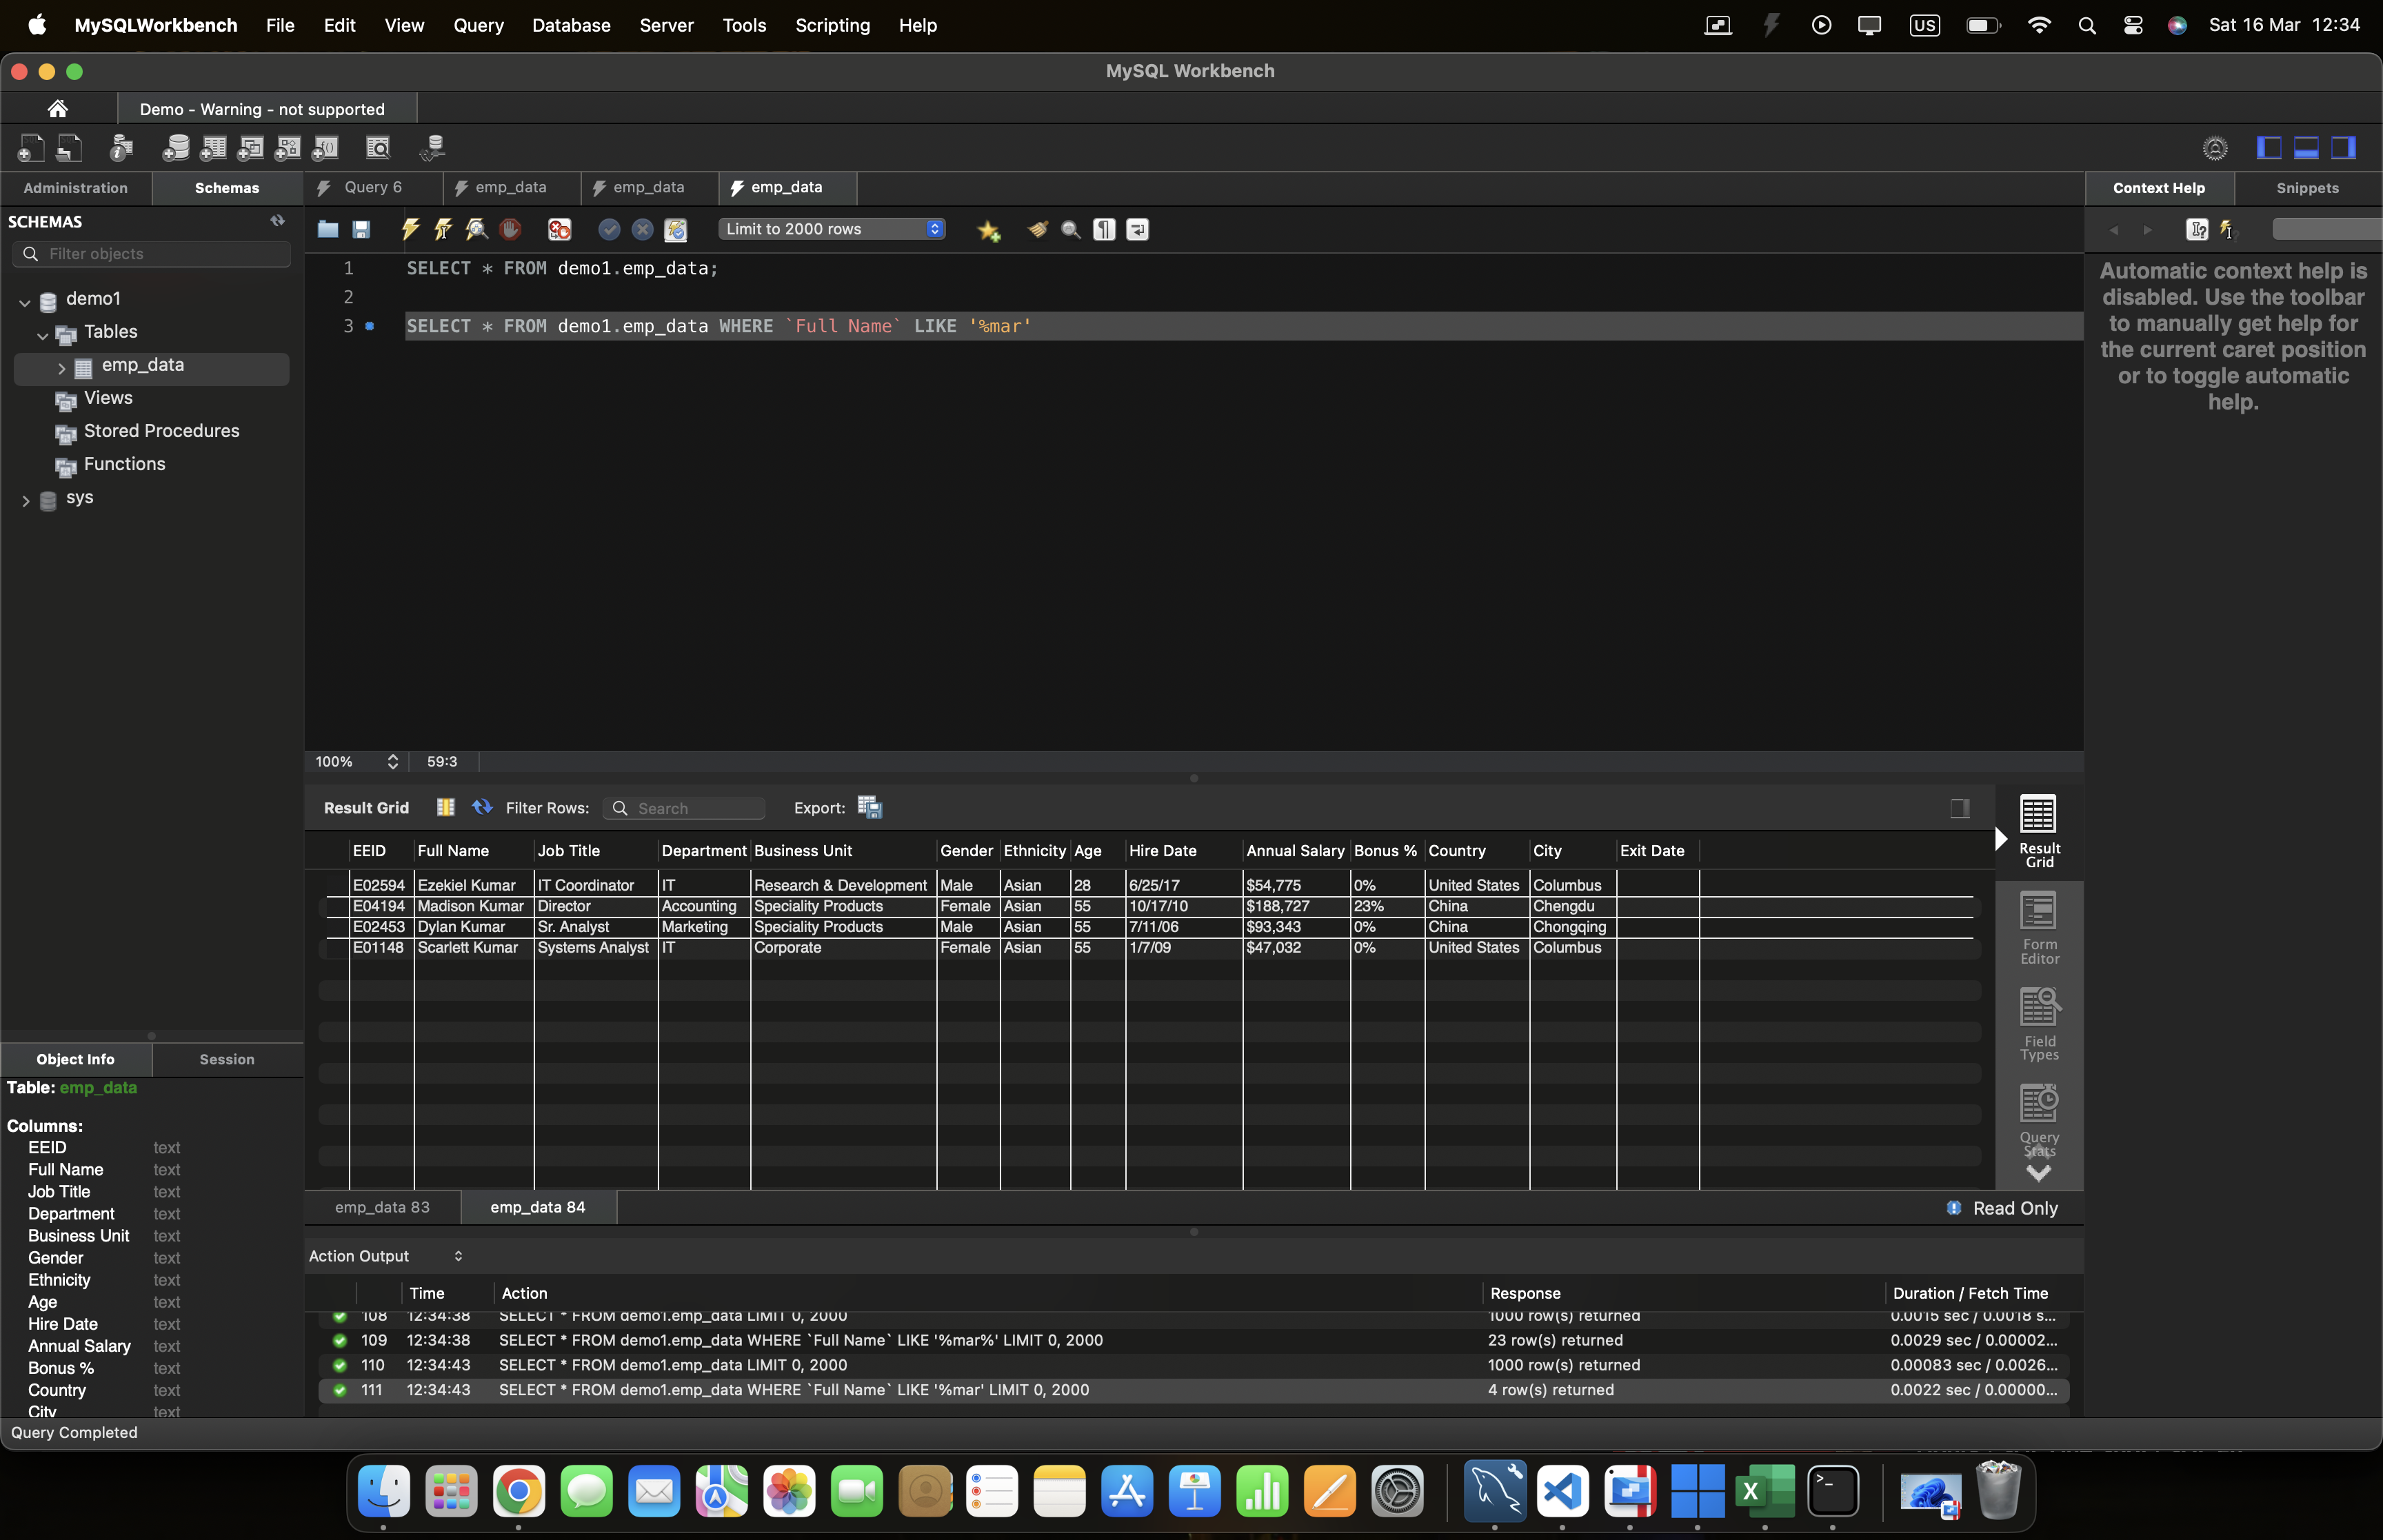 MySQLWorkbench File Edit View Query Database Server Tools Scripting Help US Sat 16 Mar 12:34
MySQL Workbench
Demo - Warning - not supported
Administration Schemas
SCHEMAS
Filter objects
demo1
Tables
emp_data
Views
Stored Procedures
Functions
sys
Query 6 emp_data emp_data emp_data
Limit to 2000 rows
1 SELECT * FROM demo1.emp_data;
2
3 SELECT * FROM demo1.emp_data WHERE `Full Name` LIKE '%mar'
100% 59:3
Context Help Snippets
Automatic context help is
disabled. Use the toolbar
to manually get help for
the current caret position
or to toggle automatic
help.
Result Grid Filter Rows: Search Export:
EEID Full Name Job Title Department Business Unit Gender Ethnicity Age Hire Date Annual Salary Bonus % Country City Exit Date
E02594 Ezekiel Kumar IT Coordinator IT Research & Development Male Asian 28 6/25/17 $54,775 0% United States Columbus
E04194 Madison Kumar Director Accounting Speciality Products Female Asian 55 10/17/10 $188,727 23% China Chengdu
E02453 Dylan Kumar Sr. Analyst Marketing Speciality Products Male Asian 55 7/11/06 $93,343 0% China Chongqing
E01148 Scarlett Kumar Systems Analyst IT Corporate Female Asian 55 1/7/09 $47,032 0% United States Columbus
Result
Grid
Form
Editor
Field
Types
Query
Stats
emp_data 83 emp_data 84 Read Only
Object Info Session
Table: emp_data
Columns:
EEID text
Full Name text
Job Title text
Department text
Business Unit text
Gender text
Ethnicity text
Age text
Hire Date text
Annual Salary text
Bonus % text
Country text
City text
Action Output
Time Action Response Duration / Fetch Time
108 12:34:38 SELECT * FROM demo1.emp_data LIMIT 0, 2000 1000 row(s) returned 0.0015 sec / 0.0018 s...
109 12:34:38 SELECT * FROM demo1.emp_data WHERE `Full Name` LIKE '%mar%' LIMIT 0, 2000 23 row(s) returned 0.0029 sec / 0.00002...
110 12:34:43 SELECT * FROM demo1.emp_data LIMIT 0, 2000 1000 row(s) returned 0.00083 sec / 0.0026...
111 12:34:43 SELECT * FROM demo1.emp_data WHERE `Full Name` LIKE '%mar' LIMIT 0, 2000 4 row(s) returned 0.0022 sec / 0.00000...
Query Completed